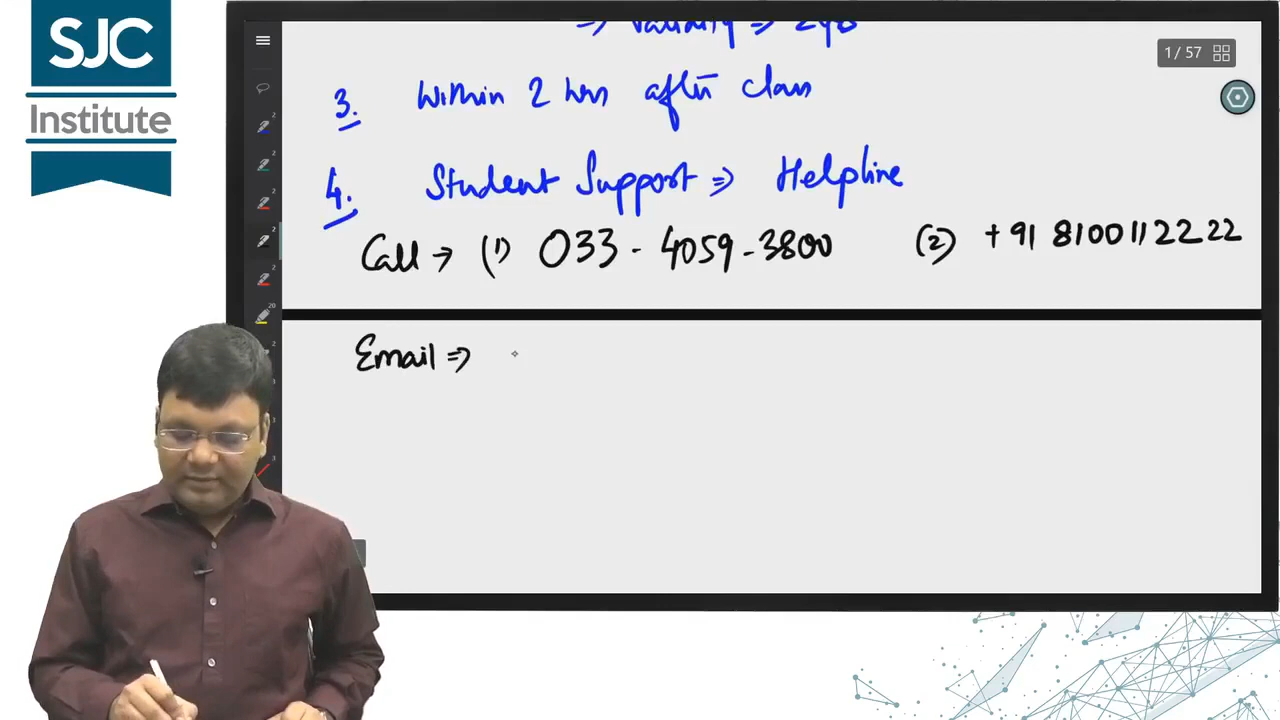 SJC
Institute
1 / 57
⇒ Validity ⇒
3. Within 2 hrs after class
4. Student Support ⇒ Helpline
Call → (1) 033 - 4059 - 3800 (2) +91 8100112222
Email ⇒